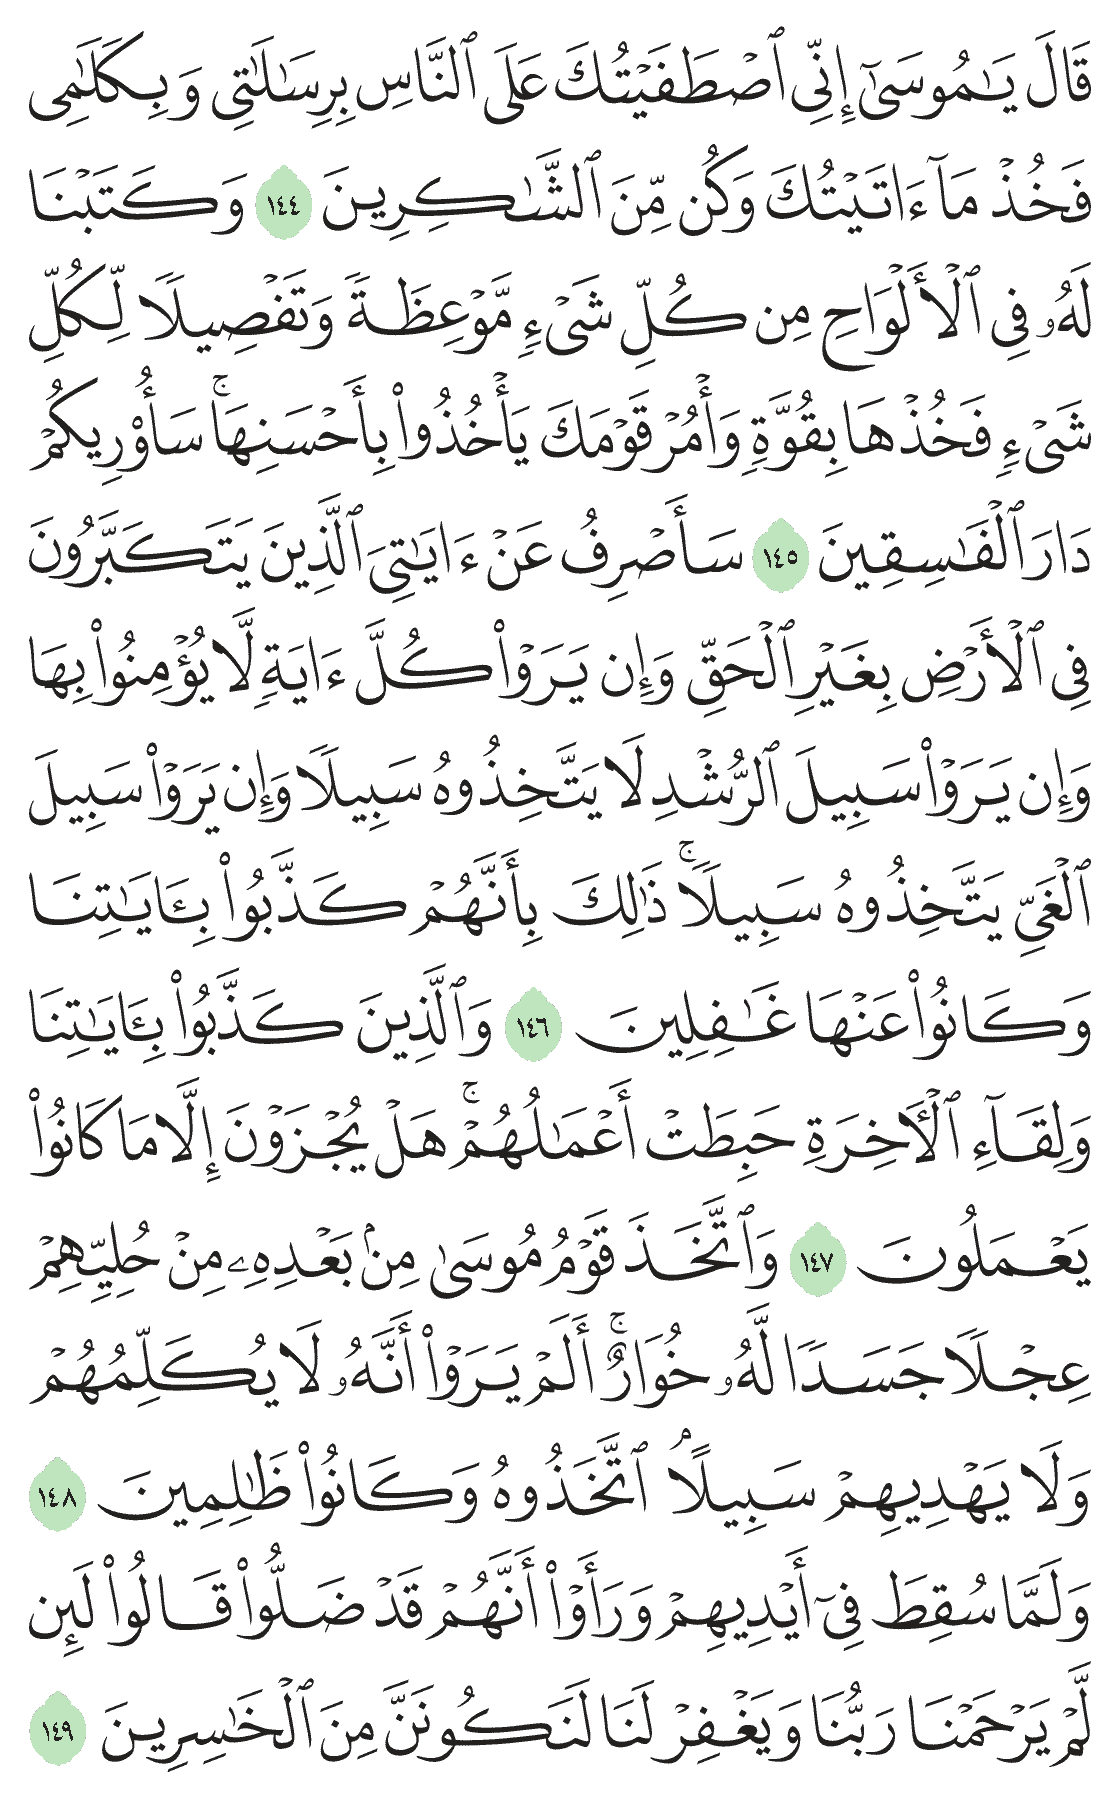 قَالَ يَـٰمُوسَىٰٓ إِنِّى ٱصۡطَفَيۡتُكَ عَلَى ٱلنَّاسِ بِرِسَـٰلَـٰتِى وَبِكَلَـٰمِى
فَخُذۡ مَآ ءَاتَيۡتُكَ وَكُن مِّنَ ٱلشَّـٰكِرِينَ ١٤٤ وَكَتَبۡنَا
لَهُۥ فِى ٱلۡأَلۡوَاحِ مِن كُلِّ شَىۡءٍ مَّوۡعِظَةً وَتَفۡصِيلًا لِّكُلِّ
شَىۡءٍ فَخُذۡهَا بِقُوَّةٍ وَأۡمُرۡ قَوۡمَكَ يَأۡخُذُوا۟ بِأَحۡسَنِهَاۚ سَأُو۟رِيكُمۡ
دَارَ ٱلۡفَـٰسِقِينَ ١٤٥ سَأَصۡرِفُ عَنۡ ءَايَـٰتِىَ ٱلَّذِينَ يَتَكَبَّرُونَ
فِى ٱلۡأَرۡضِ بِغَيۡرِ ٱلۡحَقِّ وَإِن يَرَوۡا۟ كُلَّ ءَايَةٍ لَّا يُؤۡمِنُوا۟ بِهَا
وَإِن يَرَوۡا۟ سَبِيلَ ٱلرُّشۡدِ لَا يَتَّخِذُوهُ سَبِيلًا وَإِن يَرَوۡا۟ سَبِيلَ
ٱلۡغَىِّ يَتَّخِذُوهُ سَبِيلًاۚ ذَٰلِكَ بِأَنَّهُمۡ كَذَّبُوا۟ بِـَٔايَـٰتِنَا
وَكَانُوا۟ عَنۡهَا غَـٰفِلِينَ ١٤٦ وَٱلَّذِينَ كَذَّبُوا۟ بِـَٔايَـٰتِنَا
وَلِقَآءِ ٱلۡـَٔاخِرَةِ حَبِطَتۡ أَعۡمَـٰلُهُمۡۚ هَلۡ يُجۡزَوۡنَ إِلَّا مَا كَانُوا۟
يَعۡمَلُونَ ١٤٧ وَٱتَّخَذَ قَوۡمُ مُوسَىٰ مِنۢ بَعۡدِهِۦ مِنۡ حُلِيِّهِمۡ
عِجۡلًا جَسَدًا لَّهُۥ خُوَارٌۚ أَلَمۡ يَرَوۡا۟ أَنَّهُۥ لَا يُكَلِّمُهُمۡ
وَلَا يَهۡدِيهِمۡ سَبِيلًاۘ ٱتَّخَذُوهُ وَكَانُوا۟ ظَـٰلِمِينَ ١٤٨
وَلَمَّا سُقِطَ فِىٓ أَيۡدِيهِمۡ وَرَأَوۡا۟ أَنَّهُمۡ قَدۡ ضَلُّوا۟ قَالُوا۟ لَئِن
لَّمۡ يَرۡحَمۡنَا رَبُّنَا وَيَغۡفِرۡ لَنَا لَنَكُونَنَّ مِنَ ٱلۡخَـٰسِرِينَ ١٤٩